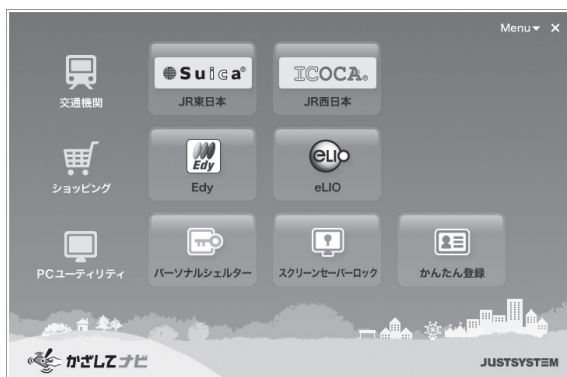 Menu▼ ×
Suica® ICOCA®
交通機関 JR東日本 JR西日本
Edy eLIO
ショッピング Edy eLIO
PCユーティリティ パーソナルシェルター スクリーンセーバーロック かんたん登録
かざしてナビ JUSTSYSTEM